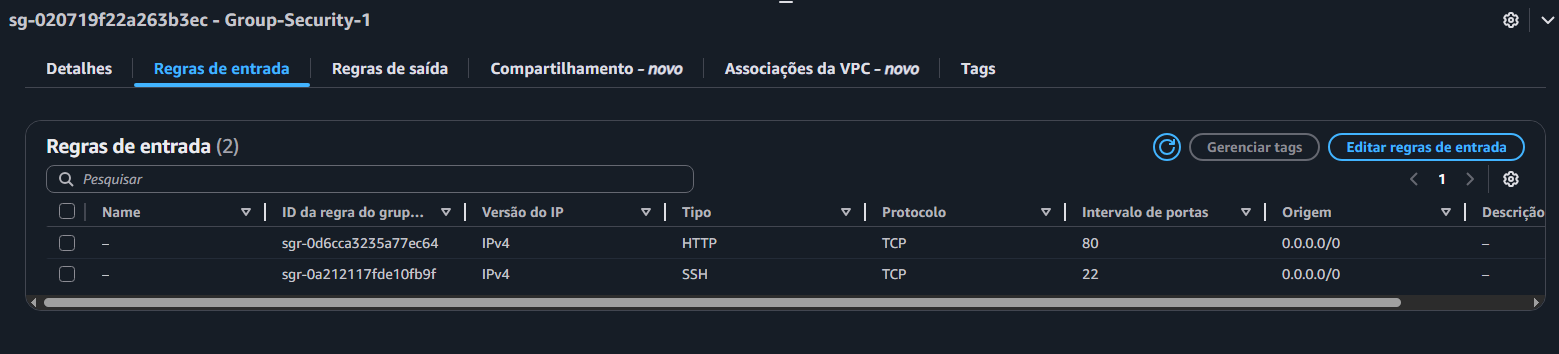 sg-020719f22a263b3ec - Group-Security-1
Detalhes Regras de entrada Regras de saída Compartilhamento - novo Associações da VPC - novo Tags
Regras de entrada (2) Gerenciar tags Editar regras de entrada
Pesquisar
1
Name ID da regra do grup... Versão do IP Tipo Protocolo Intervalo de portas Origem Descrição
– sgr-0d6cca3235a77ec64 IPv4 HTTP TCP 80 0.0.0.0/0 –
– sgr-0a212117fde10fb9f IPv4 SSH TCP 22 0.0.0.0/0 –